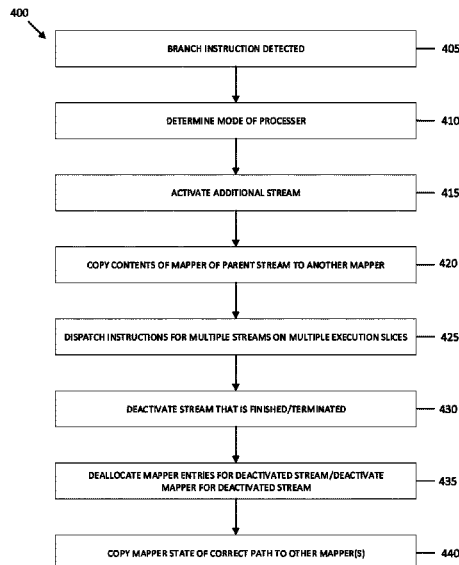 400
BRANCH INSTRUCTION DETECTED
405
DETERMINE MODE OF PROCESSER
410
ACTIVATE ADDITIONAL STREAM
415
COPY CONTENTS OF MAPPER OF PARENT STREAM TO ANOTHER MAPPER
420
DISPATCH INSTRUCTIONS FOR MULTIPLE STREAMS ON MULTIPLE EXECUTION SLICES
425
DEACTIVATE STREAM THAT IS FINISHED/TERMINATED
430
DEALLOCATE MAPPER ENTRIES FOR DEACTIVATED STREAM/DEACTIVATE
MAPPER FOR DEACTIVATED STREAM
435
COPY MAPPER STATE OF CORRECT PATH TO OTHER MAPPER(S)
440